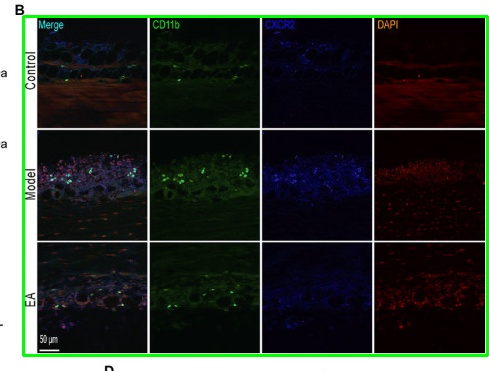 B
Merge CD11b CXCR2 DAPI
Control
Model
EA
50 µm
a
a
D